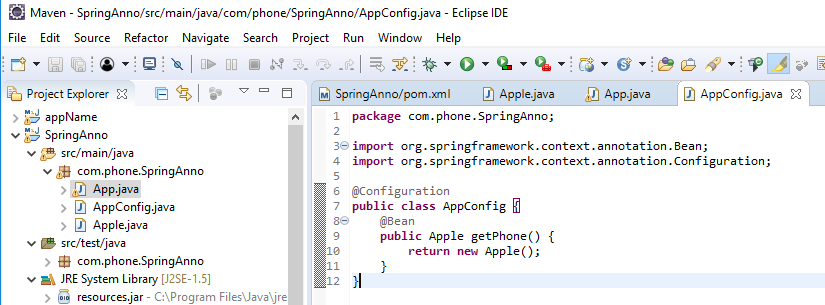 Maven - SpringAnno/src/main/java/com/phone/SpringAnno/AppConfig.java - Eclipse IDE
File Edit Source Refactor Navigate Search Project Run Window Help
Project Explorer
appName
SpringAnno
src/main/java
com.phone.SpringAnno
App.java
AppConfig.java
Apple.java
src/test/java
com.phone.SpringAnno
JRE System Library [J2SE-1.5]
resources.jar - C:\Program Files\Java\jre
SpringAnno/pom.xml Apple.java App.java AppConfig.java
1 package com.phone.SpringAnno;
2
3 import org.springframework.context.annotation.Bean;
4 import org.springframework.context.annotation.Configuration;
5
6 @Configuration
7 public class AppConfig {
8 @Bean
9 public Apple getPhone() {
10 return new Apple();
11 }
12 }